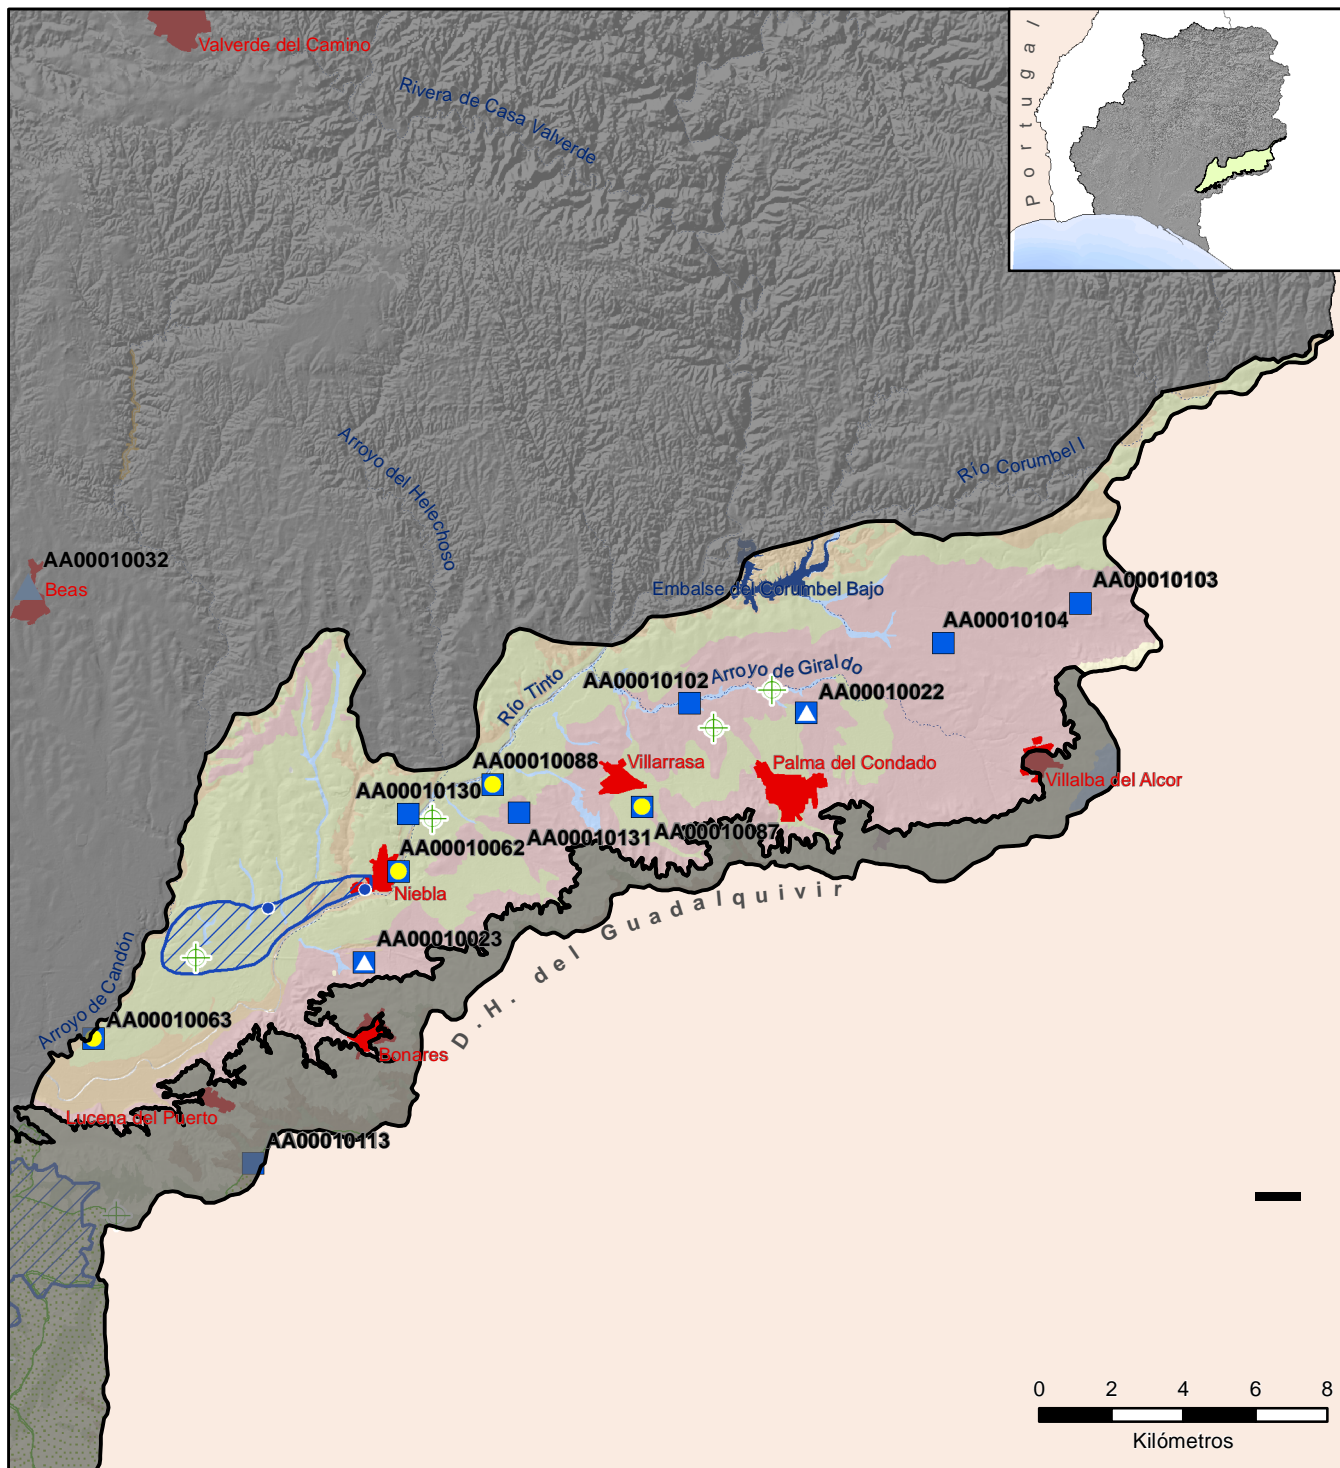 Valverde del Camino
Portugal
Rivera de Casa Valverde
Arroyo del Helechoso
Río Corumbel I
AA00010032
Beas
Embalse del Corumbel Bajo
AA00010103
AA00010104
Arroyo de Giraldo
AA00010102
AA00010022
Río Tinto
AA00010088
Villarrasa
Palma del Condado
Villalba del Alcor
AA00010130
AA00010131
AA00010087
AA00010062
Niebla
D.H. del Guadalquivir
AA00010023
Arroyo de Candón
AA00010063
Bonares
Lucena del Puerto
AA00010113
0 2 4 6 8
Kilómetros